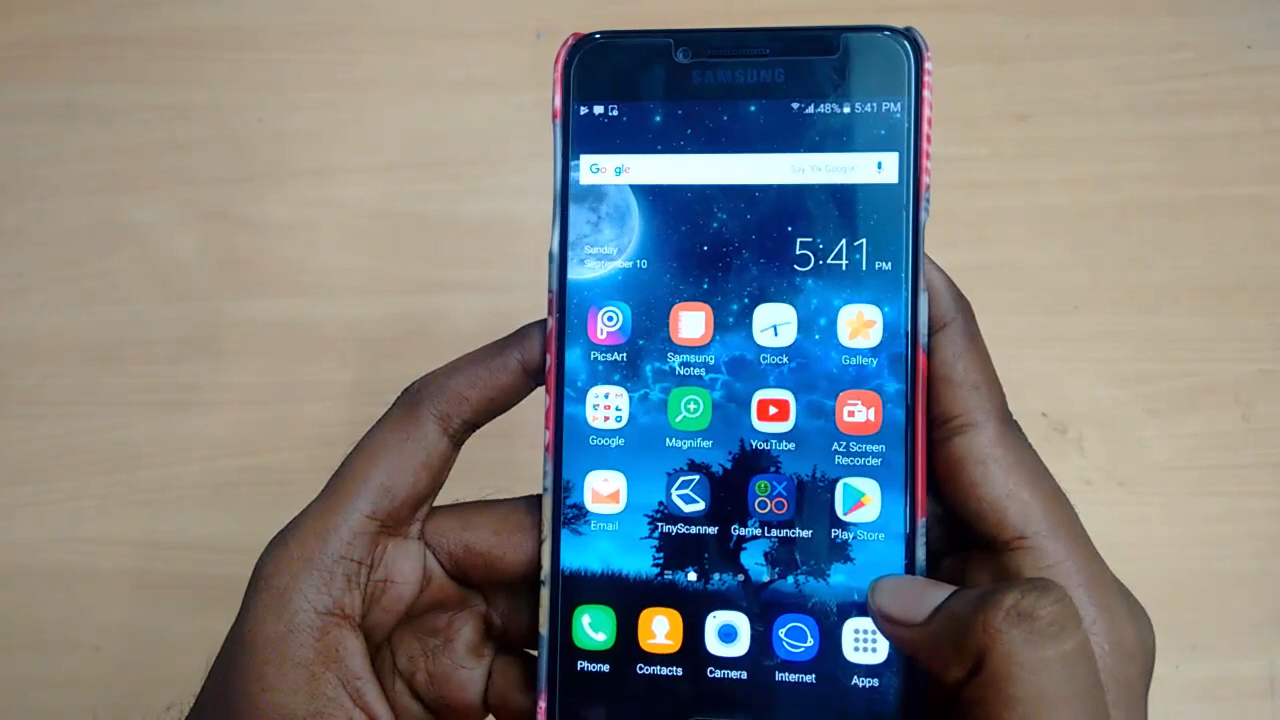 SAMSUNG
48% 5:41 PM
Google Say "Ok Google"
Sunday
September 10
5:41 PM
PicsArt
Samsung
Notes
Clock
Gallery
Google
Magnifier
YouTube
AZ Screen
Recorder
Email
TinyScanner
Game Launcher
Play Store
Phone
Contacts
Camera
Internet
Apps